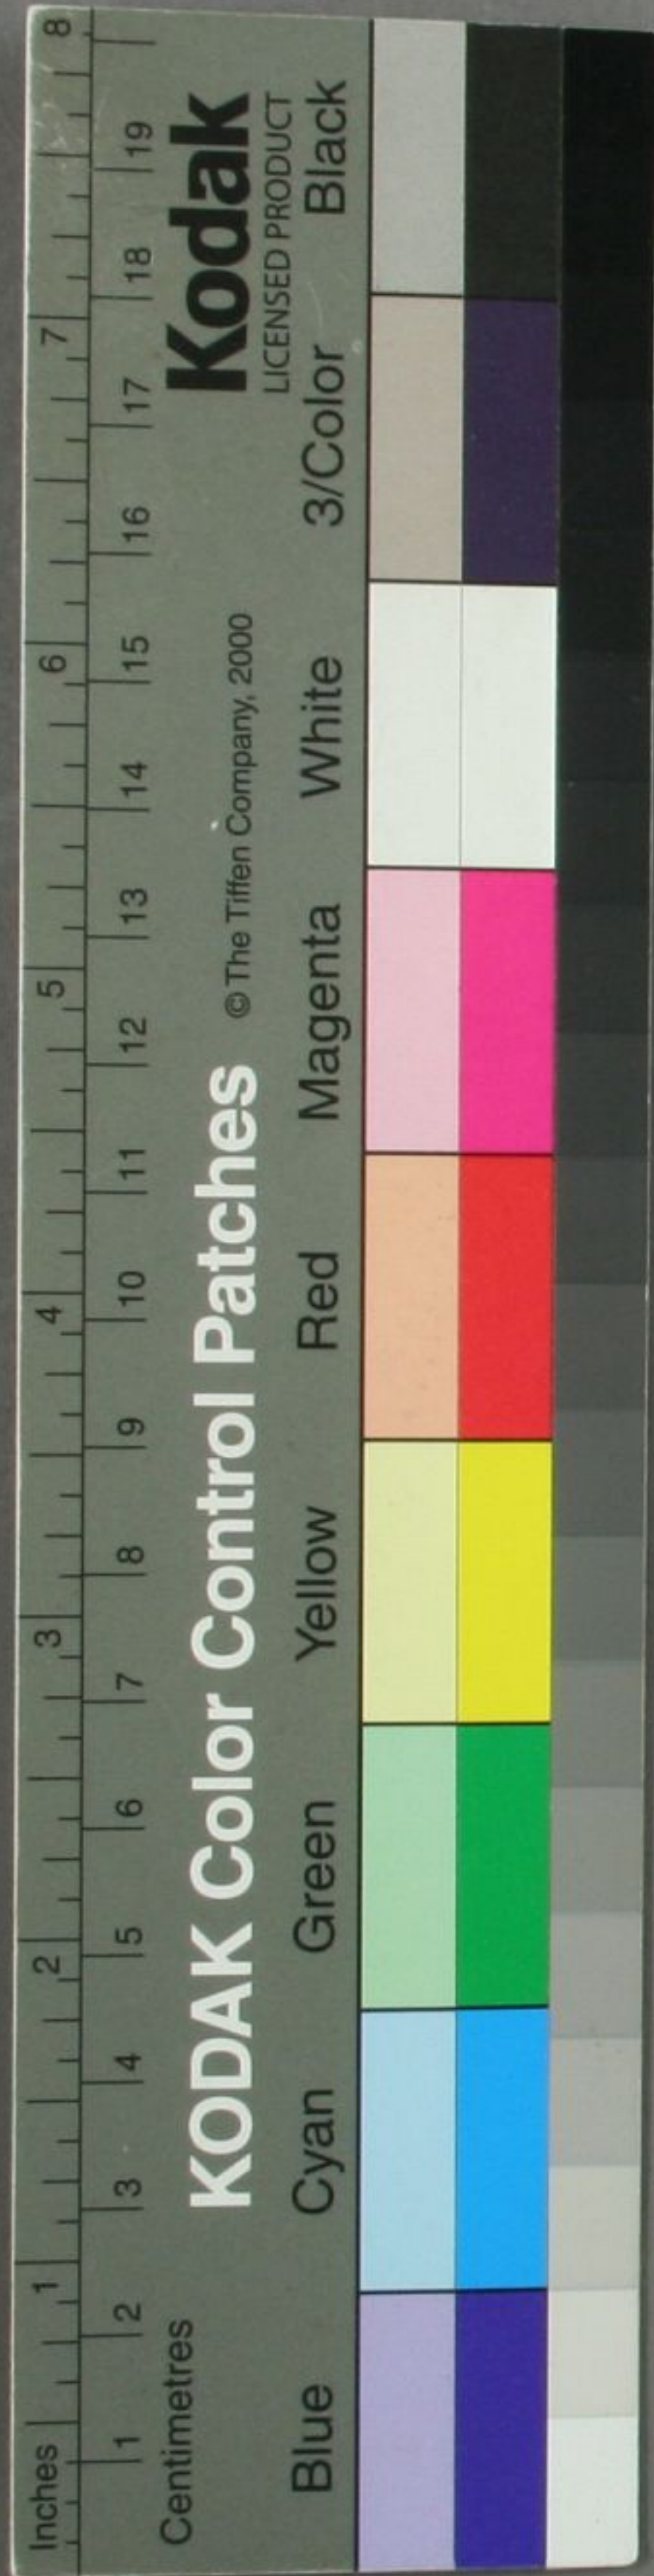 Inches 1 2 3 4 5 6 7 8
Centimetres 1 2 3 4 5 6 7 8 9 10 11 12 13 14 15 16 17 18 19
KODAK Color Control Patches © The Tiffen Company, 2000 Kodak
LICENSED PRODUCT
Blue Cyan Green Yellow Red Magenta White 3/Color Black